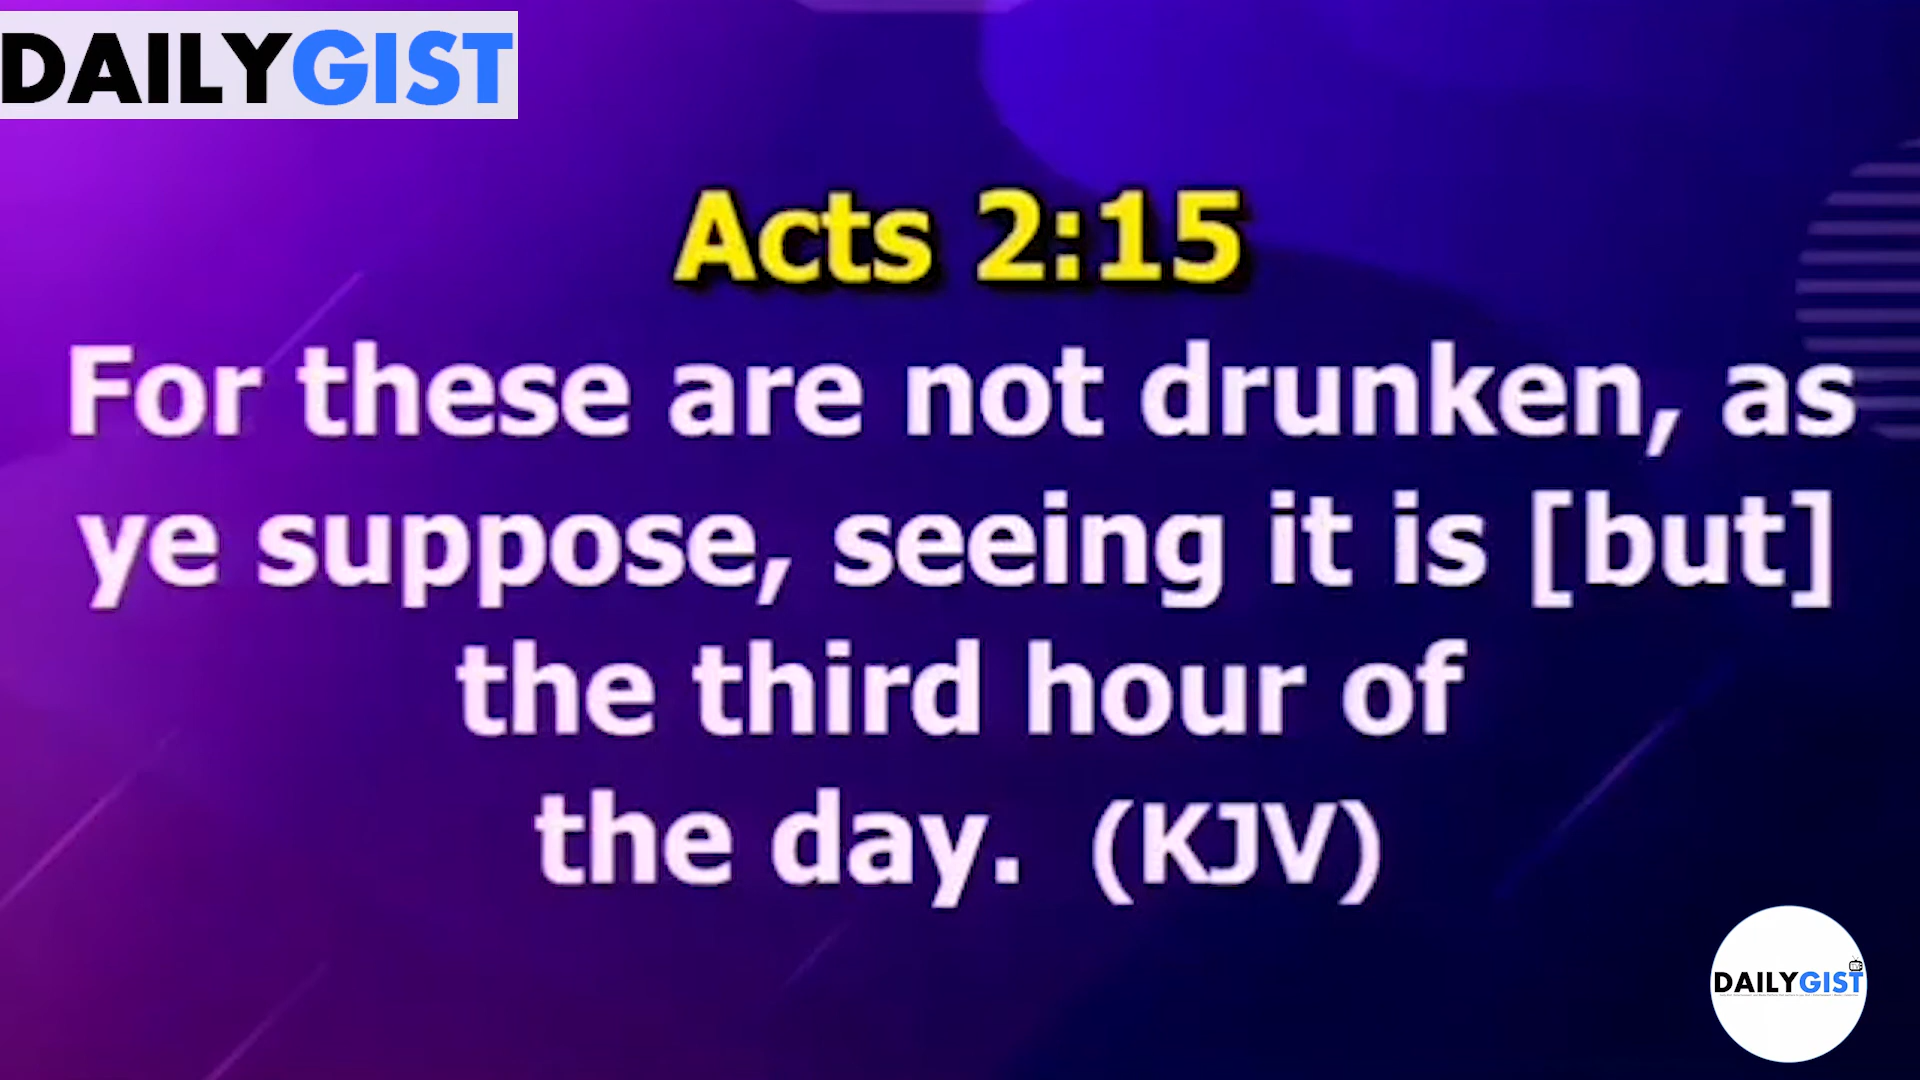 DAILYGIST
Acts 2:15
For these are not drunken, as
ye suppose, seeing it is [but]
the third hour of
the day. (KJV)
DAILYGIST